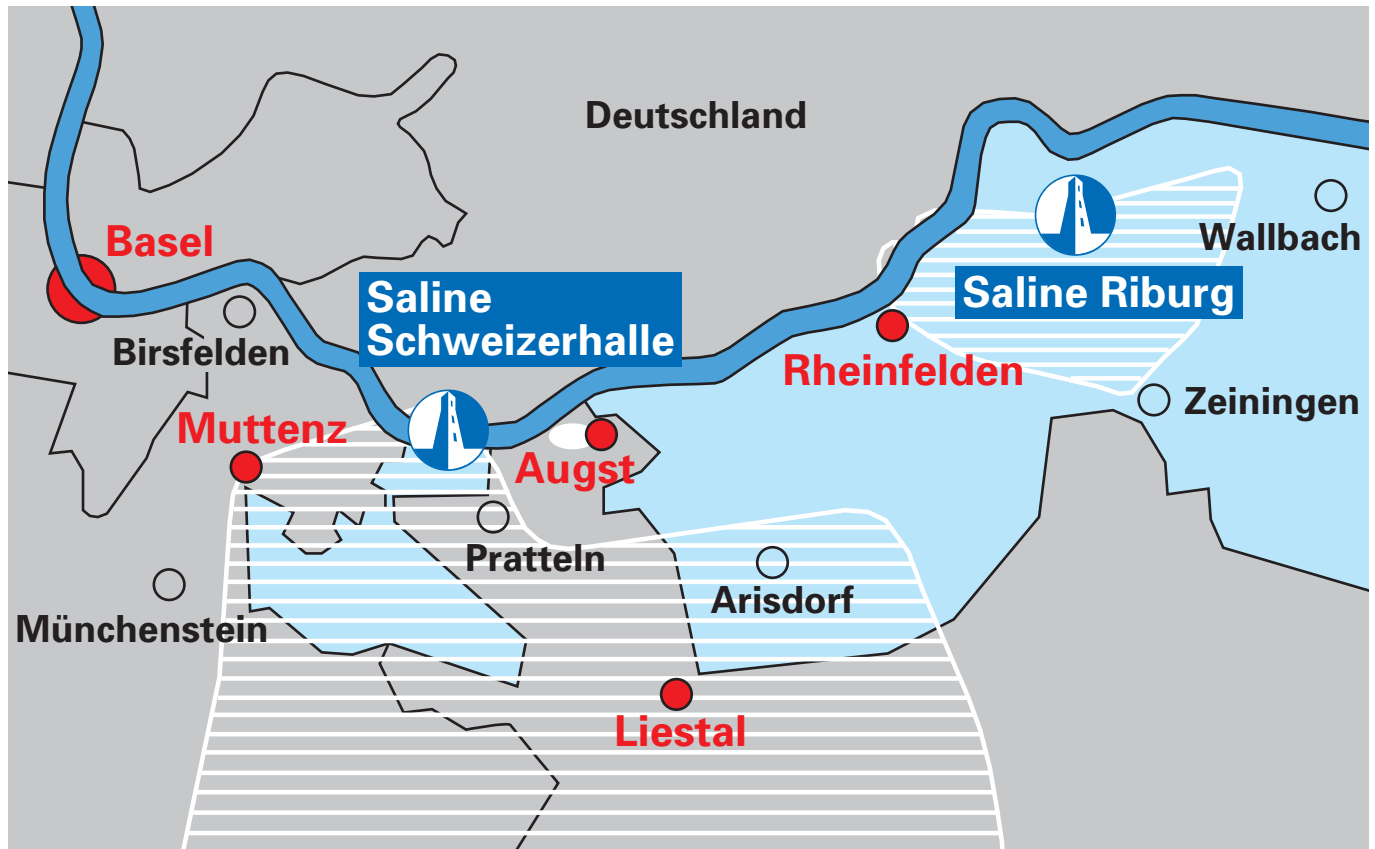 Deutschland
Basel
Wallbach
Saline
Schweizerhalle
Saline Riburg
Birsfelden
Rheinfelden
Zeiningen
Muttenz
Augst
Pratteln
Arisdorf
Münchenstein
Liestal